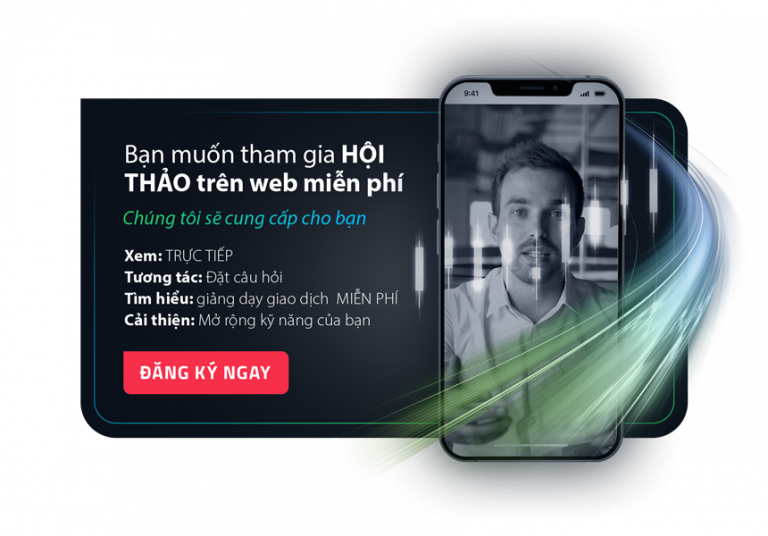 Bạn muốn tham gia HỘI
THẢO trên web miễn phí
Chúng tôi sẽ cung cấp cho bạn
Xem: TRỰC TIẾP
Tương tác: Đặt câu hỏi
Tìm hiểu: giảng dạy giao dịch MIỄN PHÍ
Cải thiện: Mở rộng kỹ năng của bạn
ĐĂNG KÝ NGAY
9:41